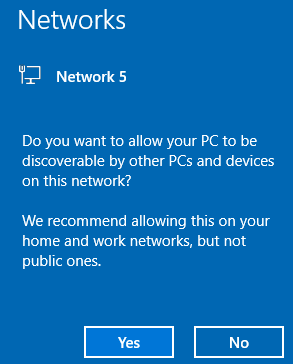 Networks
Network 5
Do you want to allow your PC to be
discoverable by other PCs and devices
on this network?
We recommend allowing this on your
home and work networks, but not
public ones.
Yes
No